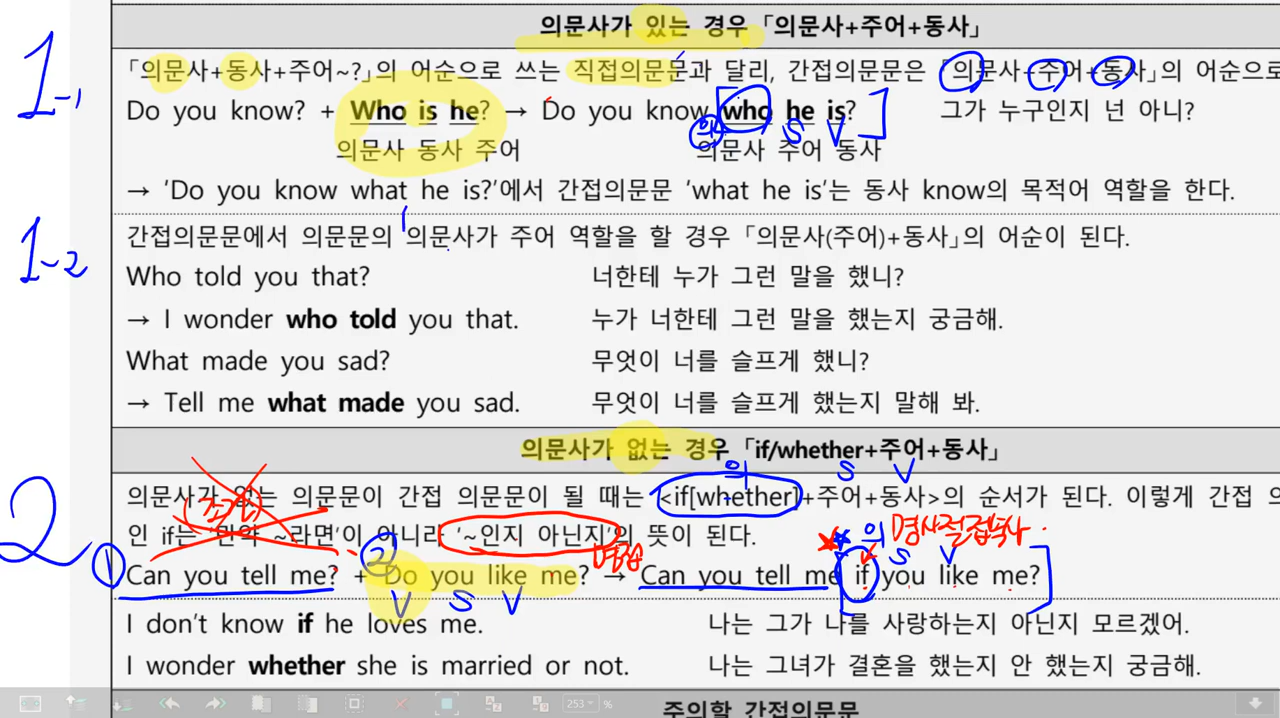 의문사가 있는 경우 「의문사+주어+동사」
1-1
「의문사+동사+주어~?」의 어순으로 쓰는 직접의문문과 달리, 간접의문문은 「의문사+주어+동사」의 어순으로
Do you know? + Who is he? → Do you know [who he is?] 그가 누구인지 넌 아니?
의 S V
의문사 동사 주어 의문사 주어 동사
→ 'Do you know what he is?'에서 간접의문문 'what he is'는 동사 know의 목적어 역할을 한다.
1-2
간접의문문에서 의문문의 의문사가 주어 역할을 할 경우 「의문사(주어)+동사」의 어순이 된다.
Who told you that? 너한테 누가 그런 말을 했니?
→ I wonder who told you that. 누가 너한테 그런 말을 했는지 궁금해.
What made you sad? 무엇이 너를 슬프게 했니?
→ Tell me what made you sad. 무엇이 너를 슬프게 했는지 말해 봐.
의문사가 없는 경우 「if/whether+주어+동사」
의 S V
2
의문사가 없는 의문문이 간접 의문문이 될 때는 <if[whether]+주어+동사>의 순서가 된다. 이렇게 간접 의
인 if는 '만약 ~라면'이 아니라 '~인지 아닌지'의 뜻이 된다.
의 명사절접속사
② S V
① Can you tell me? + Do you like me? → Can you tell me [if you like me?]
V S V
I don't know if he loves me. 나는 그가 나를 사랑하는지 아닌지 모르겠어.
I wonder whether she is married or not. 나는 그녀가 결혼을 했는지 안 했는지 궁금해.
253 %
주의할 간접의문문